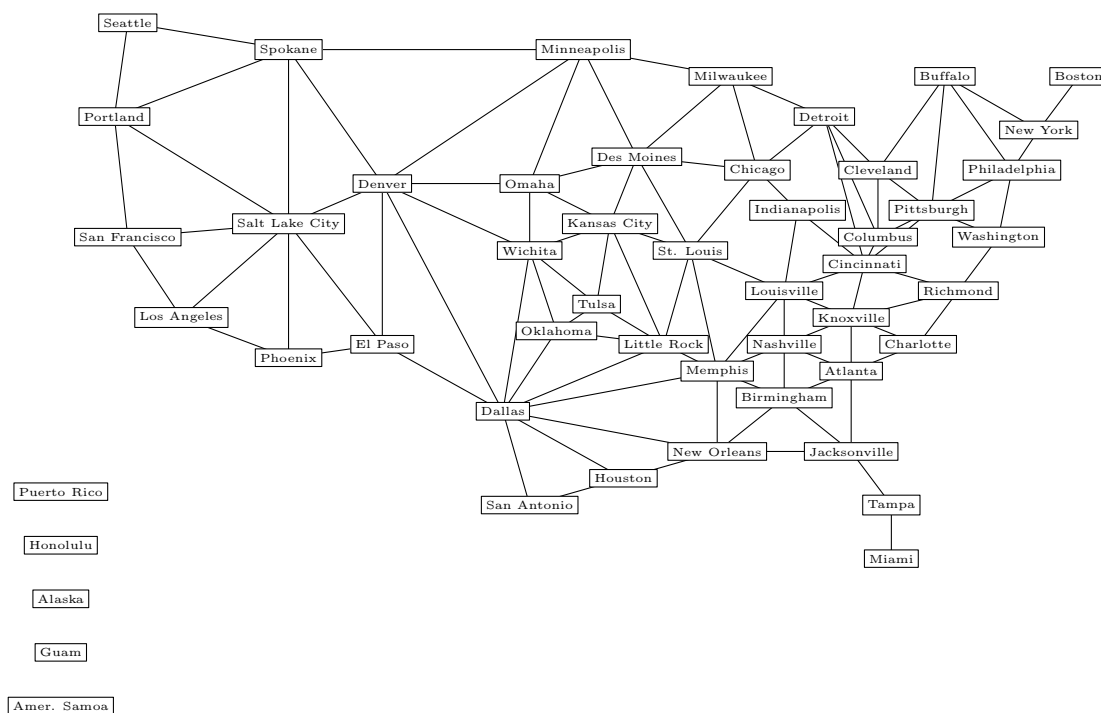 Seattle
Spokane
Minneapolis
Milwaukee
Buffalo
Boston
Portland
Detroit
New York
Des Moines
Chicago
Cleveland
Philadelphia
Denver
Omaha
Indianapolis
Pittsburgh
Salt Lake City
Kansas City
San Francisco
Columbus
Washington
Wichita
St. Louis
Cincinnati
Louisville
Richmond
Tulsa
Los Angeles
Knoxville
Oklahoma
El Paso
Little Rock
Nashville
Charlotte
Phoenix
Memphis
Atlanta
Birmingham
Dallas
New Orleans
Jacksonville
Houston
Puerto Rico
San Antonio
Tampa
Honolulu
Miami
Alaska
Guam
Amer. Samoa